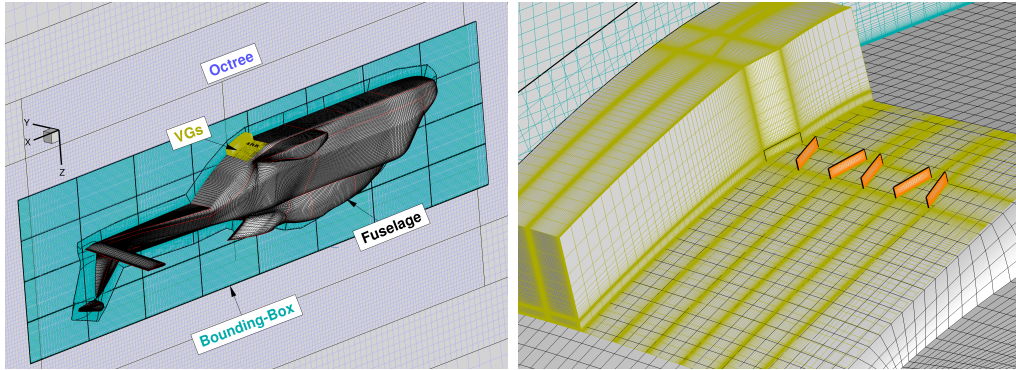 Octree
VGs
Y
X
Z
Fuselage
Bounding-Box